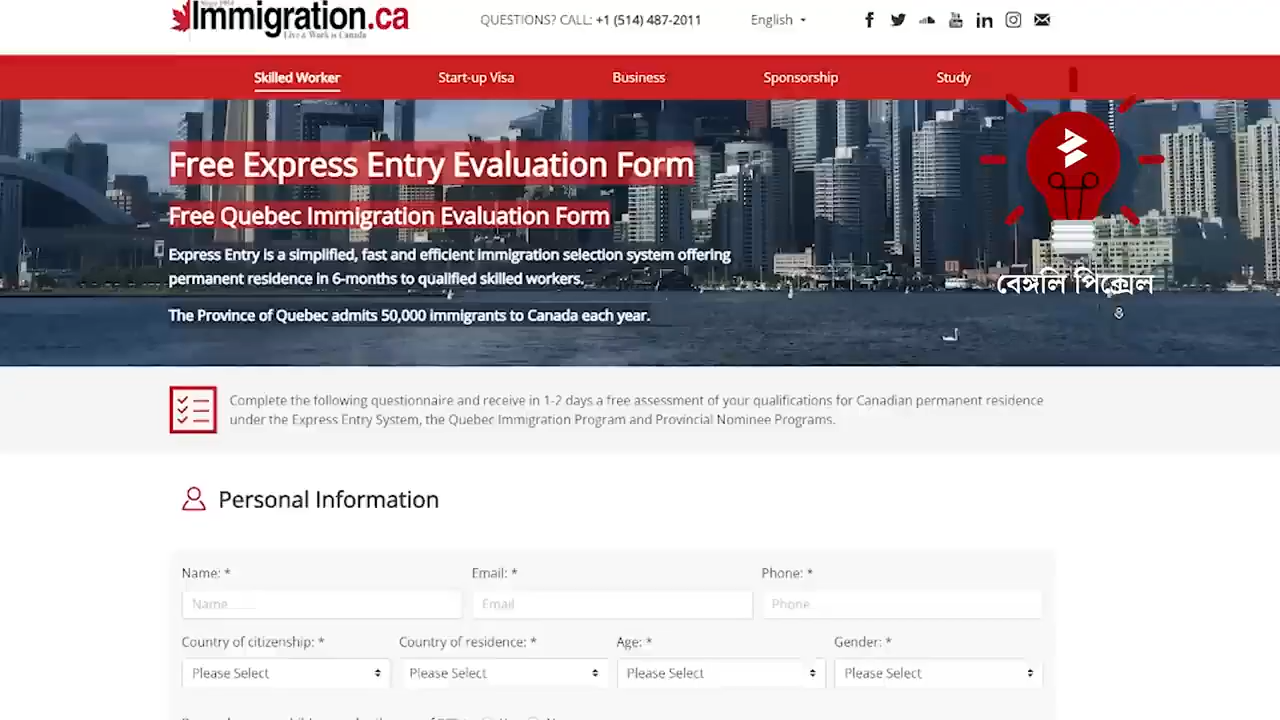 Immigration.ca
Live & Work in Canada
QUESTIONS? CALL: +1 (514) 487-2011
English
Skilled Worker
Start-up Visa
Business
Sponsorship
Study
Free Express Entry Evaluation Form
Free Quebec Immigration Evaluation Form
Express Entry is a simplified, fast and efficient immigration selection system offering
permanent residence in 6-months to qualified skilled workers.
The Province of Quebec admits 50,000 immigrants to Canada each year.
বেঙ্গলি পিক্সেল
Complete the following questionnaire and receive in 1-2 days a free assessment of your qualifications for Canadian permanent residence
under the Express Entry System, the Quebec Immigration Program and Provincial Nominee Programs.
Personal Information
Name: *
Email: *
Phone: *
Name
Email
Phone
Country of citizenship: *
Country of residence: *
Age: *
Gender: *
Please Select
Please Select
Please Select
Please Select